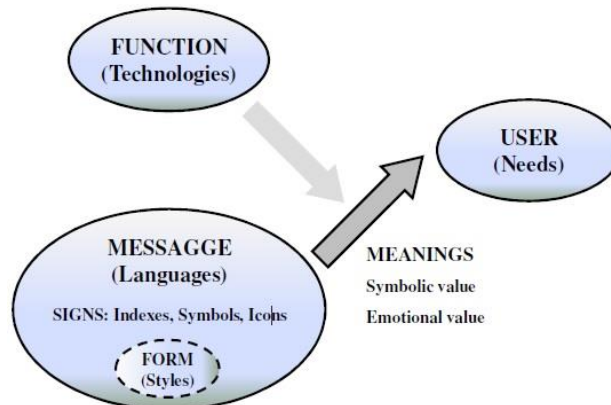 FUNCTION
(Technologies)
USER
(Needs)
MESSAGGE
(Languages)
SIGNS: Indexes, Symbols, Icons
FORM
(Styles)
MEANINGS
Symbolic value
Emotional value